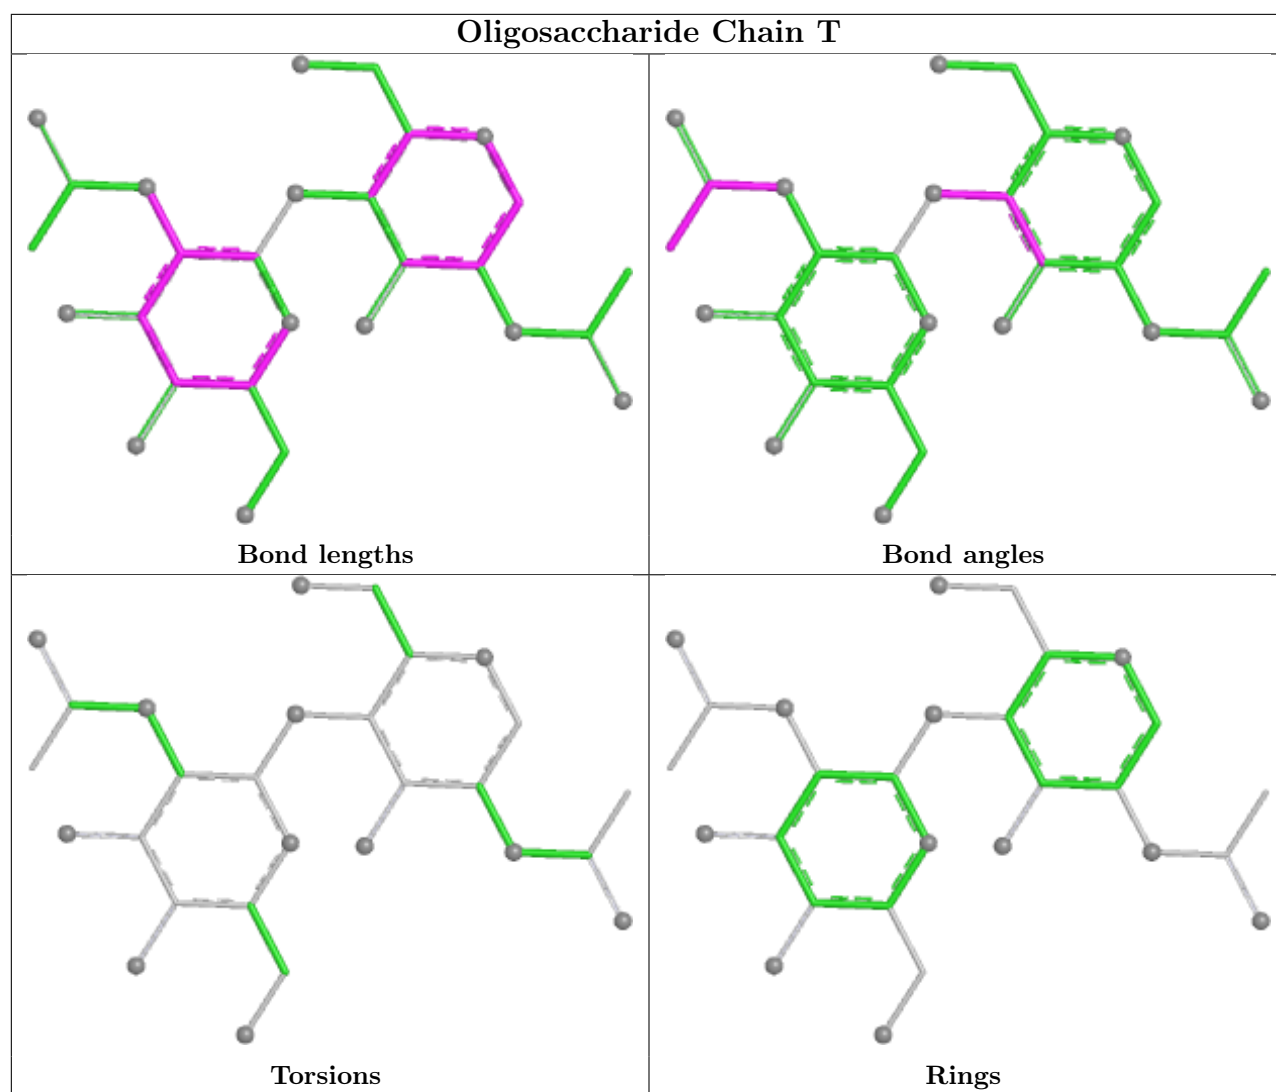 Oligosaccharide Chain T
Bond lengths
Bond angles
Torsions
Rings